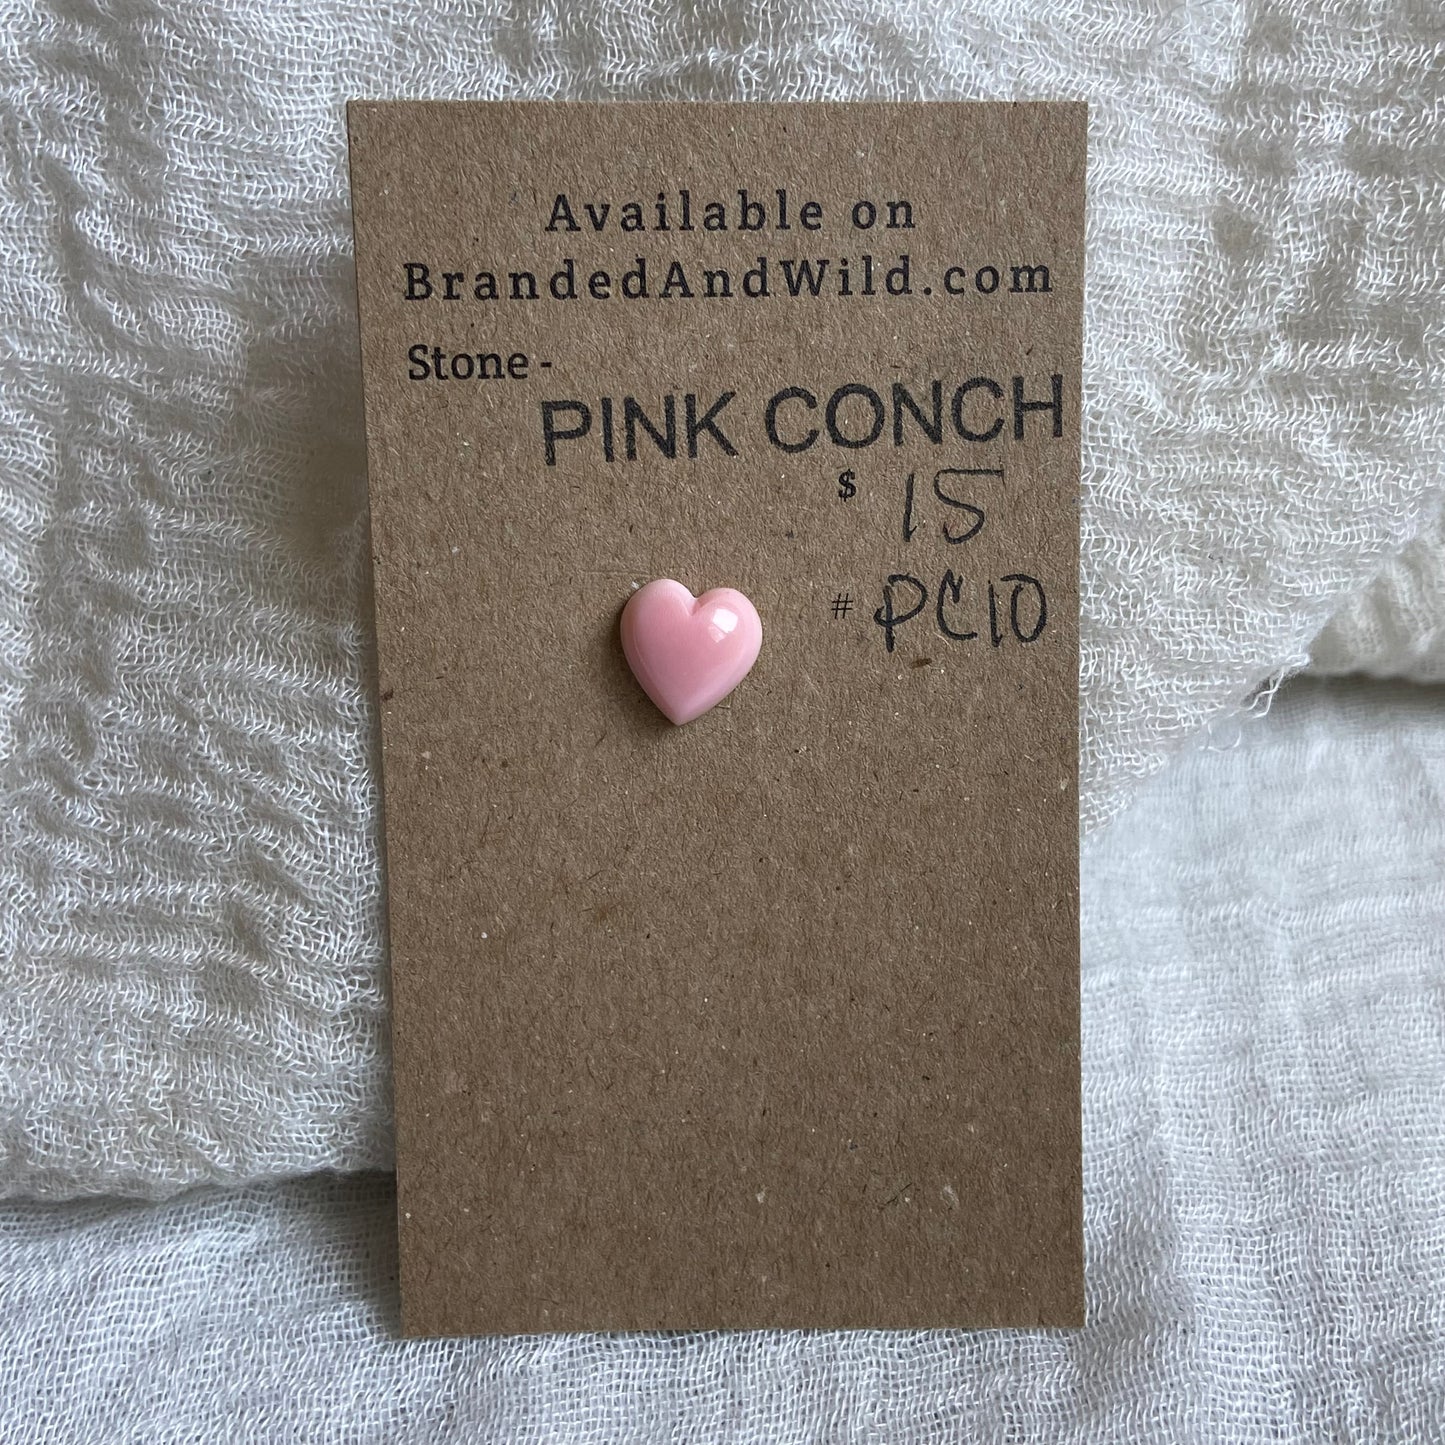 Available on
BrandedAndWild.com
Stone -
PINK CONCH
$ 15
# PC10